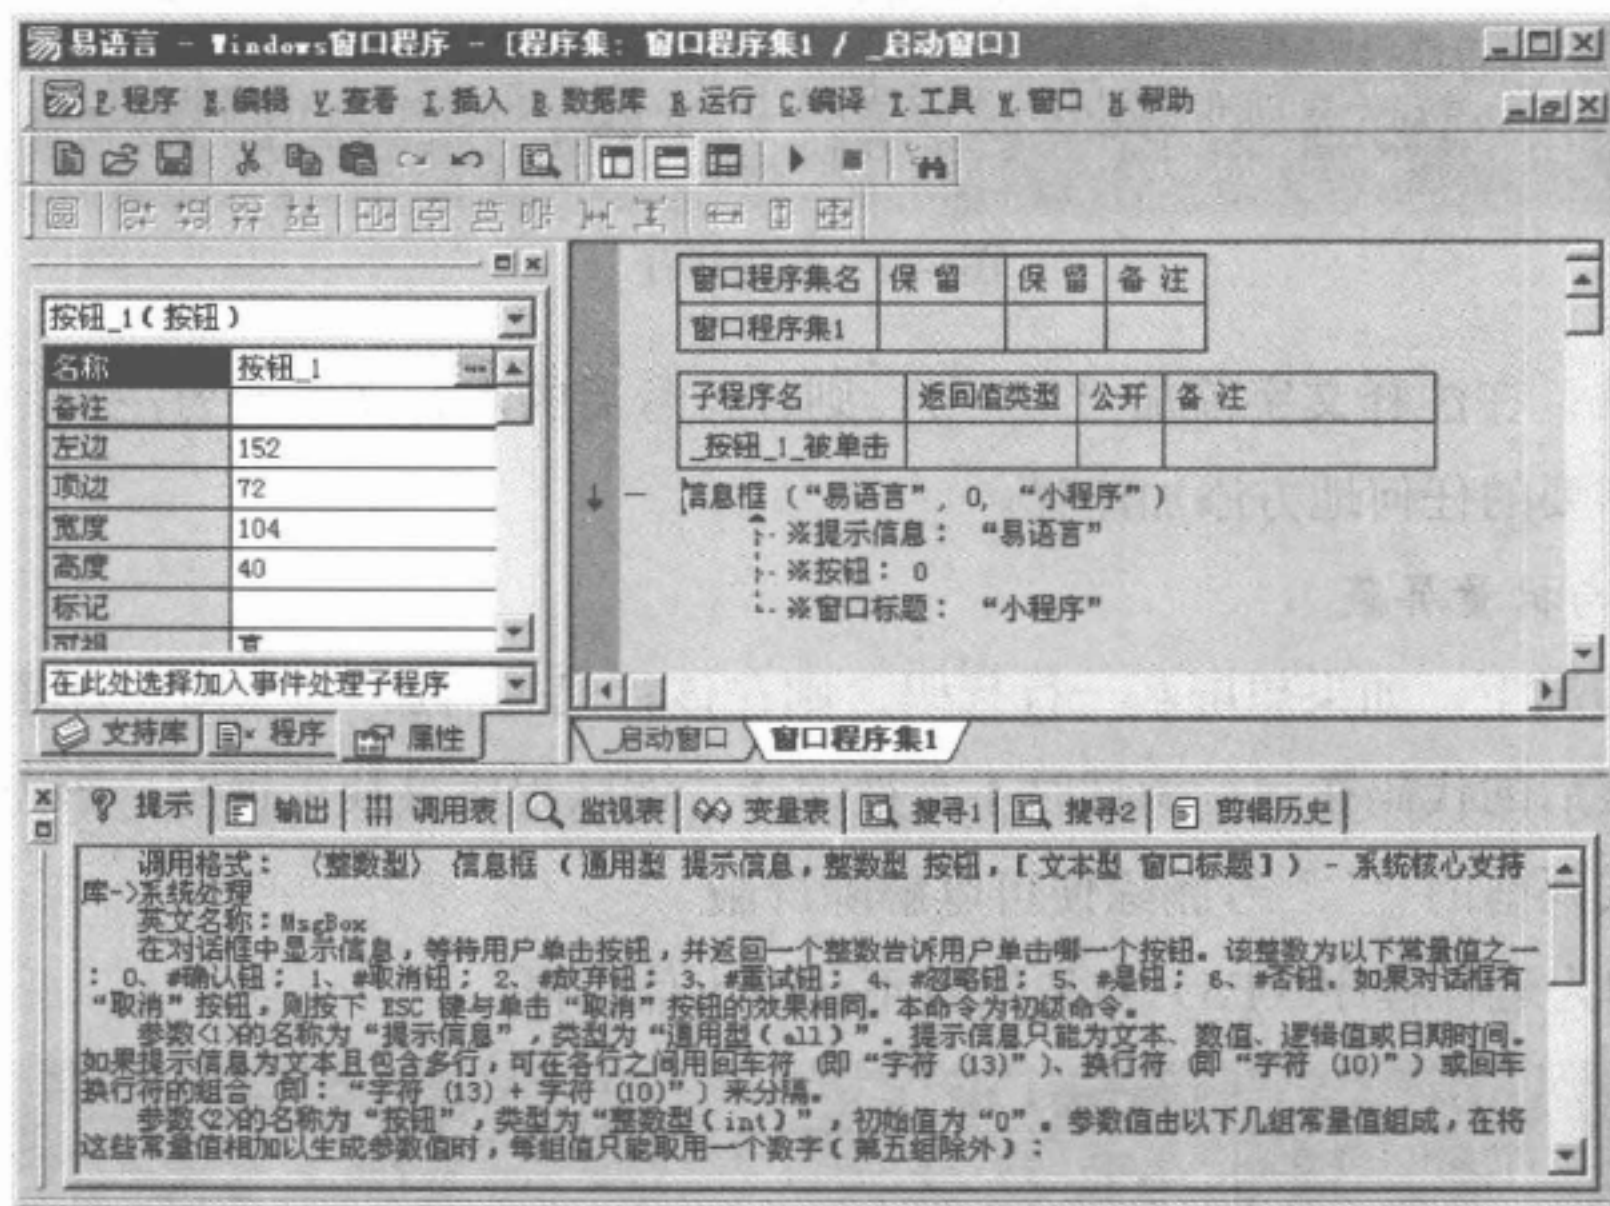 易语言 - Windows窗口程序 - [程序集: 窗口程序集1 / _启动窗口]
P.程序 E.编辑 V.查看 I.插入 B.数据库 R.运行 C.编译 T.工具 W.窗口 H.帮助
按钮_1(按钮)
名称 按钮_1
备注
左边 152
顶边 72
宽度 104
高度 40
标记
可视 真
在此处选择加入事件处理子程序
支持库 程序 属性
窗口程序集名 保 留 保 留 备 注
窗口程序集1
子程序名 返回值类型 公开 备 注
_按钮_1_被单击
信息框 (“易语言”, 0, “小程序”)
※提示信息: “易语言”
※按钮: 0
※窗口标题: “小程序”
_启动窗口 窗口程序集1
提示 输出 调用表 监视表 变量表 搜寻1 搜寻2 剪辑历史
调用格式: 〈整数型〉 信息框 (通用型 提示信息,整数型 按钮,[文本型 窗口标题]) - 系统核心支持
库->系统处理
英文名称:MsgBox
在对话框中显示信息,等待用户单击按钮,并返回一个整数告诉用户单击哪一个按钮。该整数为以下常量值之一
: 0、#确认钮; 1、#取消钮; 2、#放弃钮; 3、#重试钮; 4、#忽略钮; 5、#是钮; 6、#否钮。如果对话框有
“取消”按钮,则按下 ESC 键与单击“取消”按钮的效果相同。本命令为初级命令。
参数<1>的名称为“提示信息”,类型为“通用型(all)”。提示信息只能为文本、数值、逻辑值或日期时间。
如果提示信息为文本且包含多行,可在各行之间用回车符 (即“字符 (13)”)、换行符 (即“字符 (10)”) 或回车
换行符的组合 (即: “字符 (13) + 字符 (10)”) 来分隔。
参数<2>的名称为“按钮”,类型为“整数型(int)”,初始值为“0”。参数值由以下几组常量值组成,在将
这些常量值相加以生成参数值时,每组值只能取用一个数字(第五组除外):